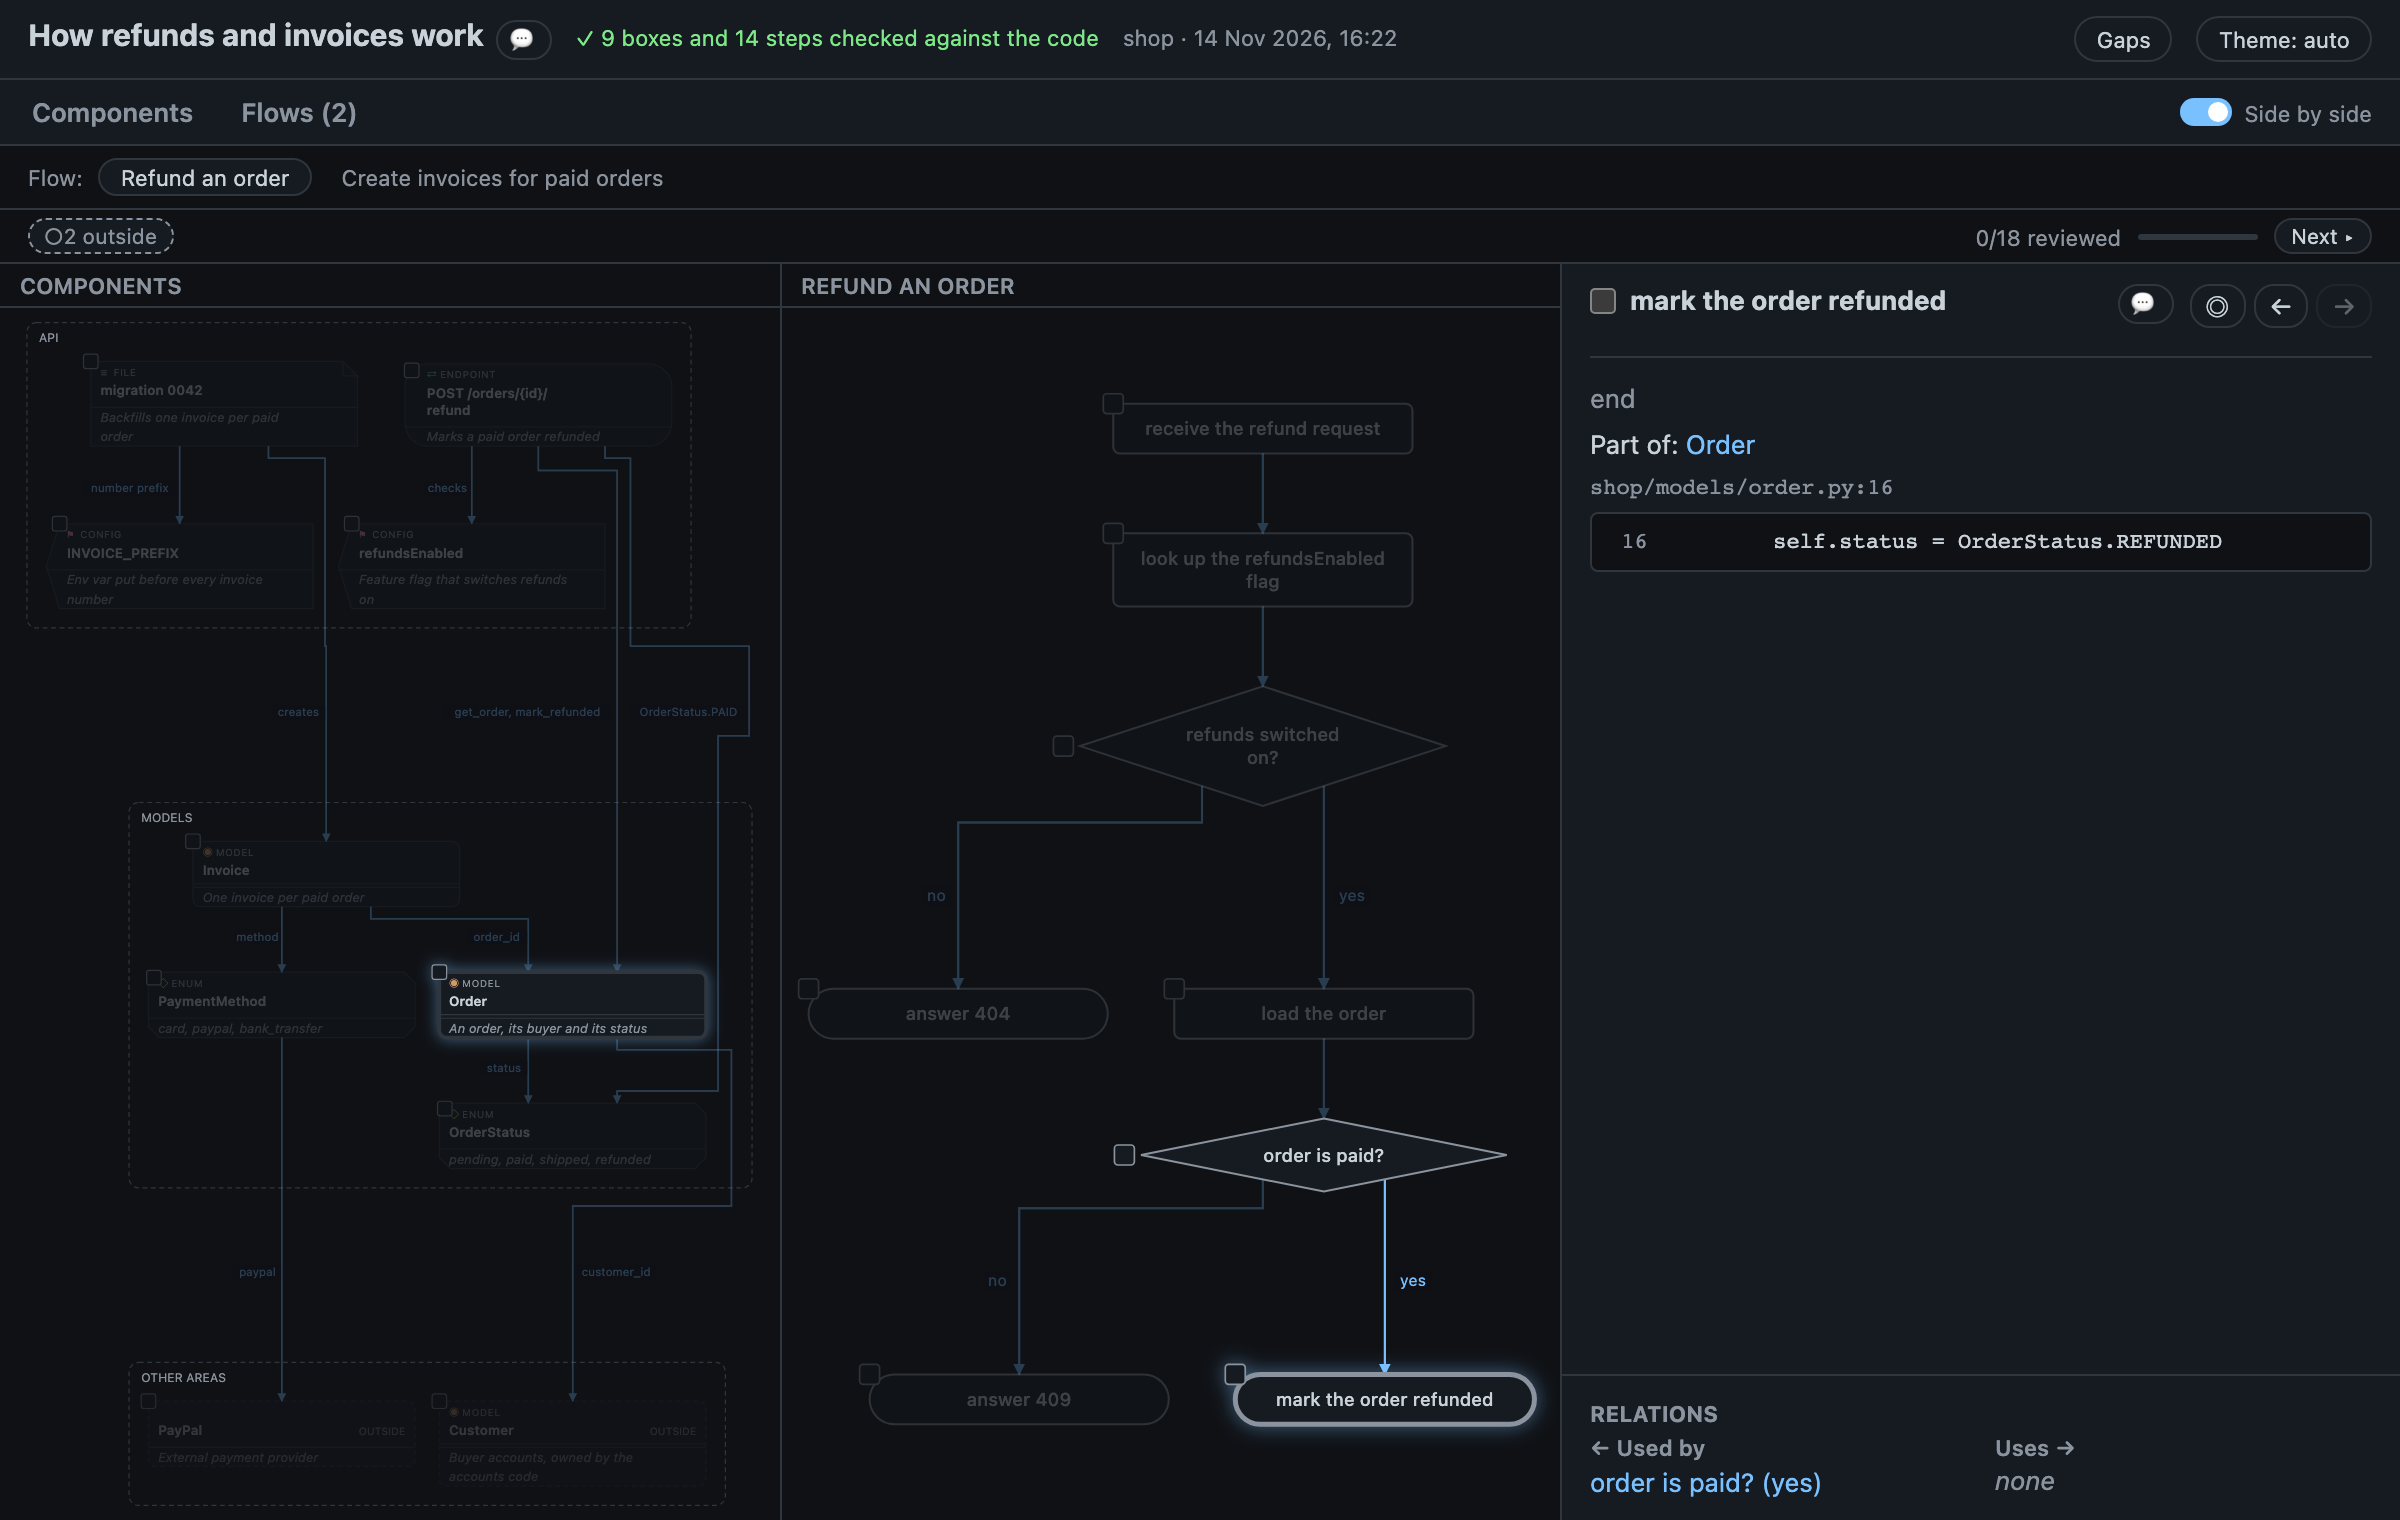 How refunds and invoices work
✓ 9 boxes and 14 steps checked against the code
shop · 14 Nov 2026, 16:22
Gaps
Theme: auto
Components
Flows (2)
Side by side
Flow:
Refund an order
Create invoices for paid orders
2 outside
0/18 reviewed
Next ▸
COMPONENTS
API
FILE
migration 0042
Backfills one invoice per paid
order
ENDPOINT
POST /orders/{id}/
refund
Marks a paid order refunded
number prefix
checks
CONFIG
INVOICE_PREFIX
Env var put before every invoice
number
CONFIG
refundsEnabled
Feature flag that switches refunds
on
creates
get_order, mark_refunded
OrderStatus.PAID
MODELS
MODEL
Invoice
One invoice per paid order
method
order_id
ENUM
PaymentMethod
card, paypal, bank_transfer
MODEL
Order
An order, its buyer and its status
status
ENUM
OrderStatus
pending, paid, shipped, refunded
paypal
customer_id
OTHER AREAS
PayPal
OUTSIDE
External payment provider
MODEL
Customer
OUTSIDE
Buyer accounts, owned by the
accounts code
REFUND AN ORDER
receive the refund request
look up the refundsEnabled
flag
refunds switched
on?
no
yes
answer 404
load the order
order is paid?
no
yes
answer 409
mark the order refunded
mark the order refunded
end
Part of: Order
shop/models/order.py:16
16 self.status = OrderStatus.REFUNDED
RELATIONS
← Used by
order is paid? (yes)
Uses →
none